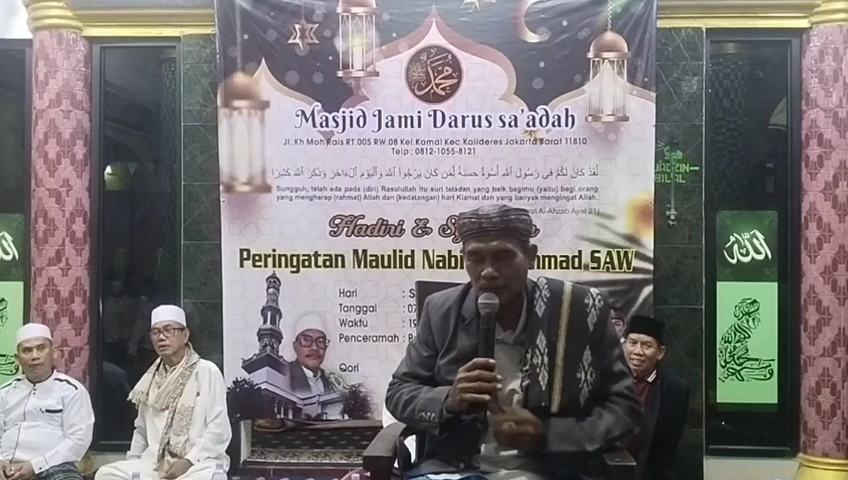 محمد
Masjid Jami Darus sa'adah
Jl. Kh Moh Rais RT.005 RW.08 Kel.Kamal Kec.Kalideres Jakarta Barat 11810
Telp : 0812-1055-8121
لَقَدْ كَانَ لَكُمْ فِي رَسُولِ اللَّهِ أُسْوَةٌ حَسَنَةٌ لِّمَن كَانَ يَرْجُوا اللَّهَ وَالْيَوْمَ الْآخِرَ وَذَكَرَ اللَّهَ كَثِيرًا
Sungguh, telah ada pada (diri) Rasulullah itu suri teladan yang baik bagimu (yaitu) bagi orang
yang mengharap (rahmat) Allah dan (kedatangan) hari Kiamat dan yang banyak mengingat Allah.
Al-Ahzab Ayat 21)
Hadiri &
Peringatan Maulid Nabi SAW
Hari :
Tanggal : 07
Waktu :
Penceramah :
Qori
الله
BILAL